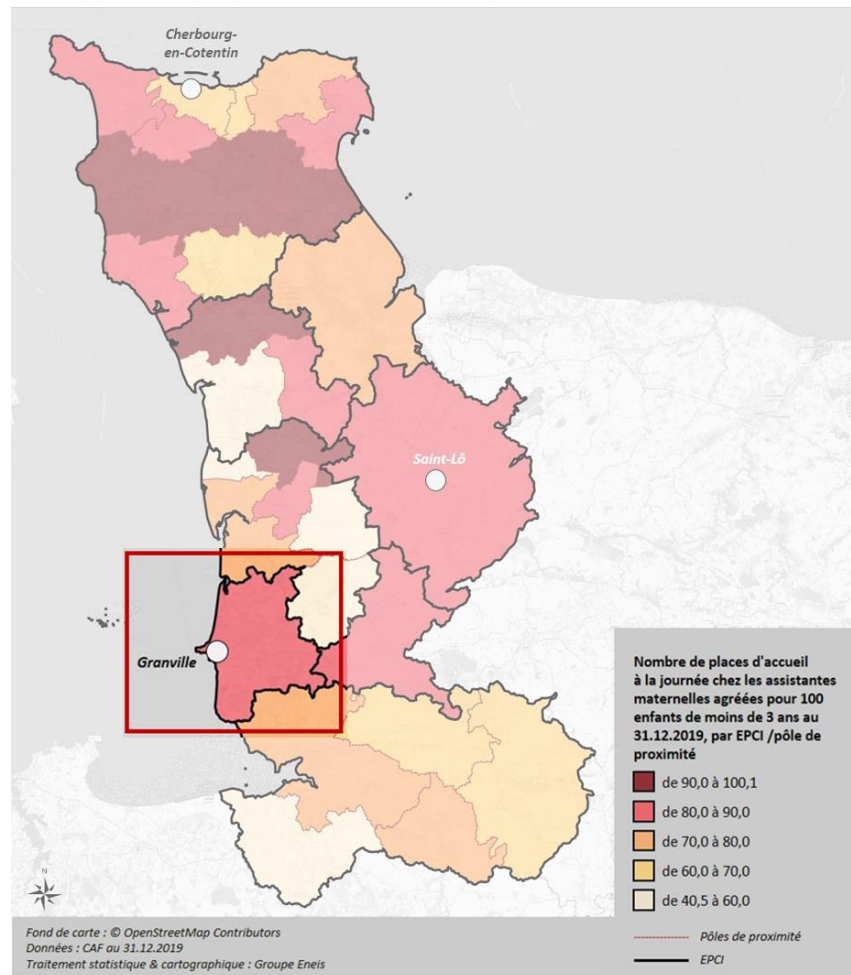 Cherbourg-
en-Cotentin
Saint-Lô
Granville
Nombre de places d'accueil
à la journée chez les assistantes
maternelles agréées pour 100
enfants de moins de 3 ans au
31.12.2019, par EPCI /pôle de
proximité
de 90,0 à 100,1
de 80,0 à 90,0
de 70,0 à 80,0
de 60,0 à 70,0
de 40,5 à 60,0
Pôles de proximité
EPCI
N
Fond de carte : © OpenStreetMap Contributors
Données : CAF au 31.12.2019
Traitement statistique & cartographique : Groupe Eneis